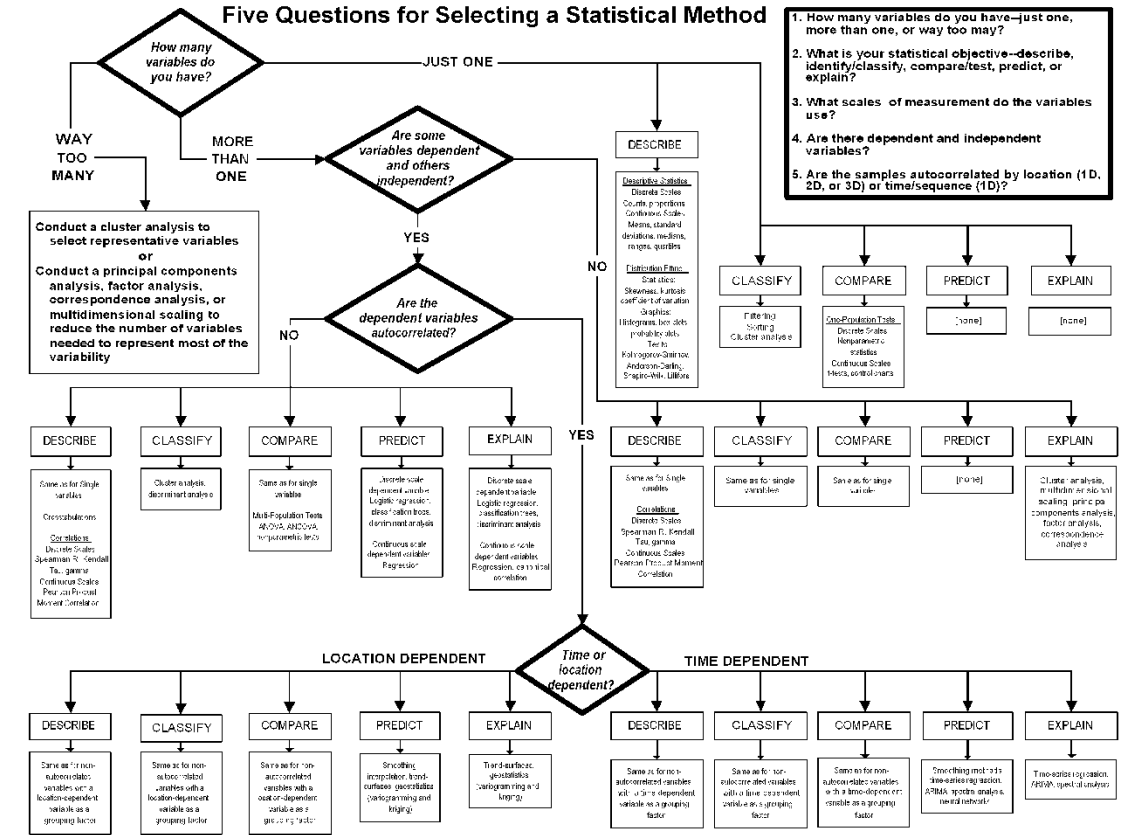 Five Questions for Selecting a Statistical Method
1. How many variables do you have--just one,
more than one, or way too may?
2. What is your statistical objective--describe,
identify/classify, compare/test, predict, or
explain?
3. What scales of measurement do the variables
use?
4. Are there dependent and independent
variables?
5. Are the samples autocorrelated by location (1D,
2D, or 3D) or time/sequence (1D)?
How many
variables do
you have?
JUST ONE
WAY
TOO
MANY
MORE
THAN
ONE
Are some
variables dependent
and others
independent?
YES
NO
Conduct a cluster analysis to
select representative variables
or
Conduct a principal components
analysis, factor analysis,
correspondence analysis, or
multidimensional scaling to
reduce the number of variables
needed to represent most of the
variability
Are the
dependent variables
autocorrelated?
NO
YES
DESCRIBE
Descriptive Statistics
Discrete Scales
Counts, proportions
Continuous Scales
Means, standard
deviations, medians,
ranges, quartiles
Distribution
Statistics:
Skewness, kurtosis
coefficient of variation
Graphics:
Histograms, box plots
probability plots
Tests:
Kolmogorov-Smirnov,
Anderson-Darling,
Shapiro-Wilk,
CLASSIFY
Filtering
Sorting
Cluster analysis
COMPARE
One-Population Tests
Discrete Scales
Nonparametric
statistics
Continuous Scales
t-tests, control charts
PREDICT
[none]
EXPLAIN
[none]
DESCRIBE
Same as for Single
variables
Crosstabulations
Correlations
Discrete Scales
Spearman R, Kendall
Tau, gamma
Continuous Scales
Pearson Product
Moment Correlation
CLASSIFY
Cluster analysis,
discriminant analysis
COMPARE
Same as for single
variables
Multi-Population Tests
ANOVA, ANCOVA,
nonparametric tests
PREDICT
Discrete scale
dependent variable
Logistic regression,
classification trees,
discriminant analysis
Continuous scale
dependent variables
Regression
EXPLAIN
Discrete scale
dependent variable
Logistic regression,
classification trees,
discriminant analysis
Continuous scale
dependent variables
Regression, canonical
correlation
DESCRIBE
Same as for Single
variables
Correlations
Discrete Scales
Spearman R, Kendall
Tau, gamma
Continuous Scales
Pearson Product Moment
Correlation
CLASSIFY
Same as for single
variables
COMPARE
Same as for single
variables
PREDICT
[none]
EXPLAIN
Cluster analysis,
multidimensional
scaling, principal
components analysis,
factor analysis,
correspondence
analysis
Time or
location
dependent?
LOCATION DEPENDENT
TIME DEPENDENT
DESCRIBE
Same as for non-
autocorrelated
variables with a
location-dependent
variable as a
grouping factor
CLASSIFY
Same as for non-
autocorrelated
variables with a
location-dependent
variable as a
grouping factor
COMPARE
Same as for non-
autocorrelated
variables with a
location-dependent
variable as a
grouping factor
PREDICT
Smoothing
interpolation, trend-
surfaces, geostatistics
(variogramming and
kriging)
EXPLAIN
Trend-surfaces,
geostatistics
(variogramming and
kriging)
DESCRIBE
Same as for non-
autocorrelated variables
with a time-dependent
variable as a grouping
factor
CLASSIFY
Same as for non-
autocorrelated variables
with a time-dependent
variable as a grouping
factor
COMPARE
Same as for non-
autocorrelated variables
with a time-dependent
variable as a grouping
factor
PREDICT
Smoothing methods
time-series regression,
ARIMA, spectral analysis,
neural networks
EXPLAIN
Time-series regression,
ARIMA, spectral analysis